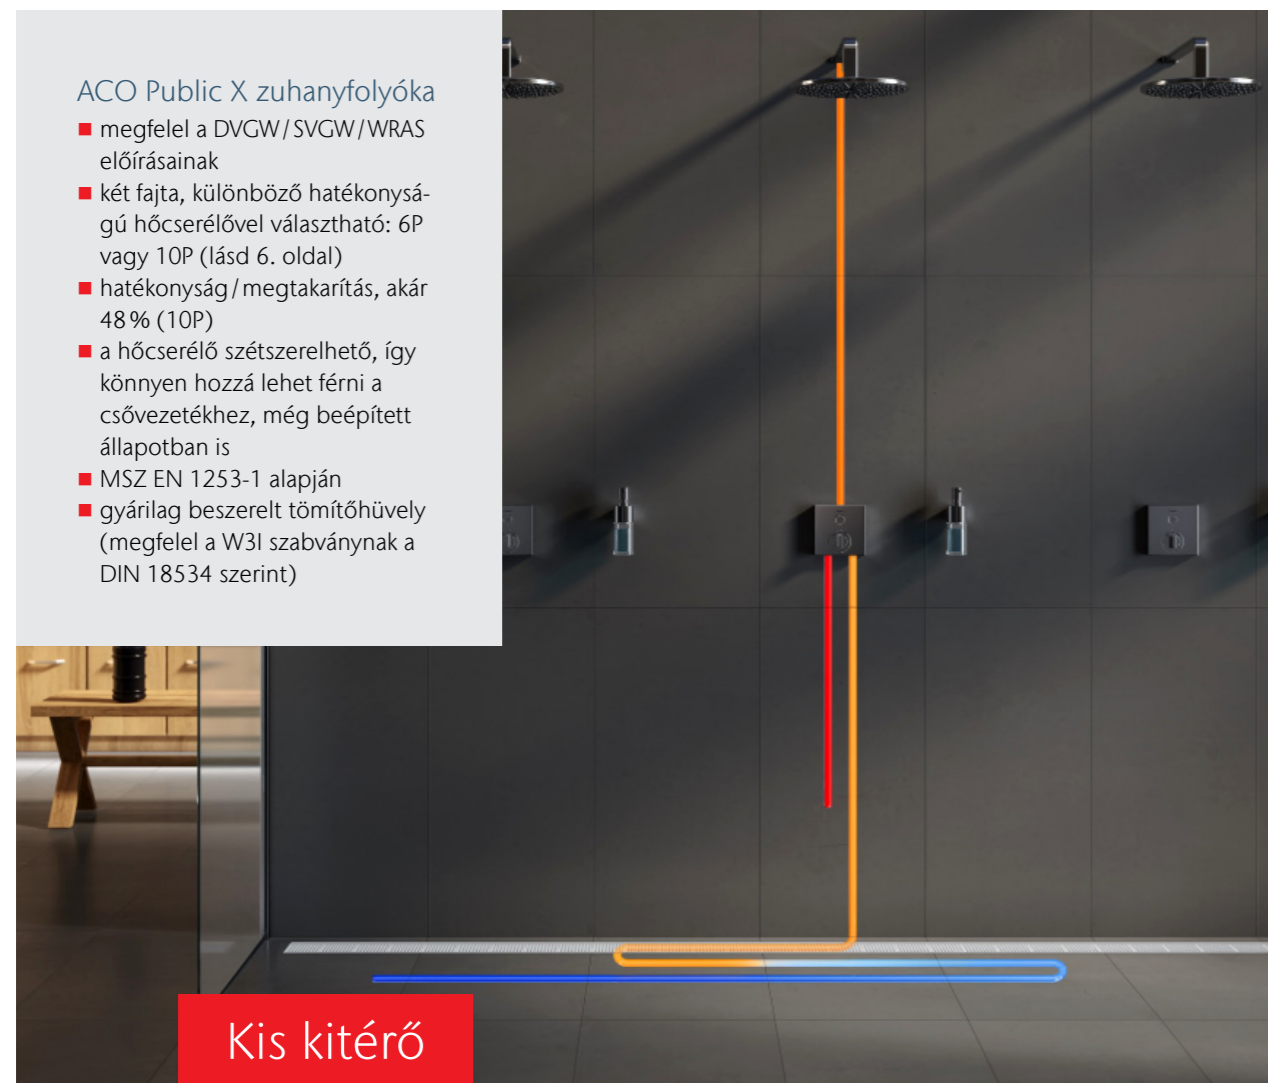 ACO Public X zuhanyfolyóka
■ megfelel a DVGW/SVGW/WRAS
előírásainak
■ két fajta, különböző hatékonysá-
gú hőcserélővel választható: 6P
vagy 10P (lásd 6. oldal)
■ hatékonyság/megtakarítás, akár
48% (10P)
■ a hőcserélő szétszerelhető, így
könnyen hozzá lehet férni a
csővezetékhez, még beépített
állapotban is
■ MSZ EN 1253-1 alapján
■ gyárilag beszerelt tömítőhüvely
(megfelel a W3I szabványnak a
DIN 18534 szerint)
Kis kitérő